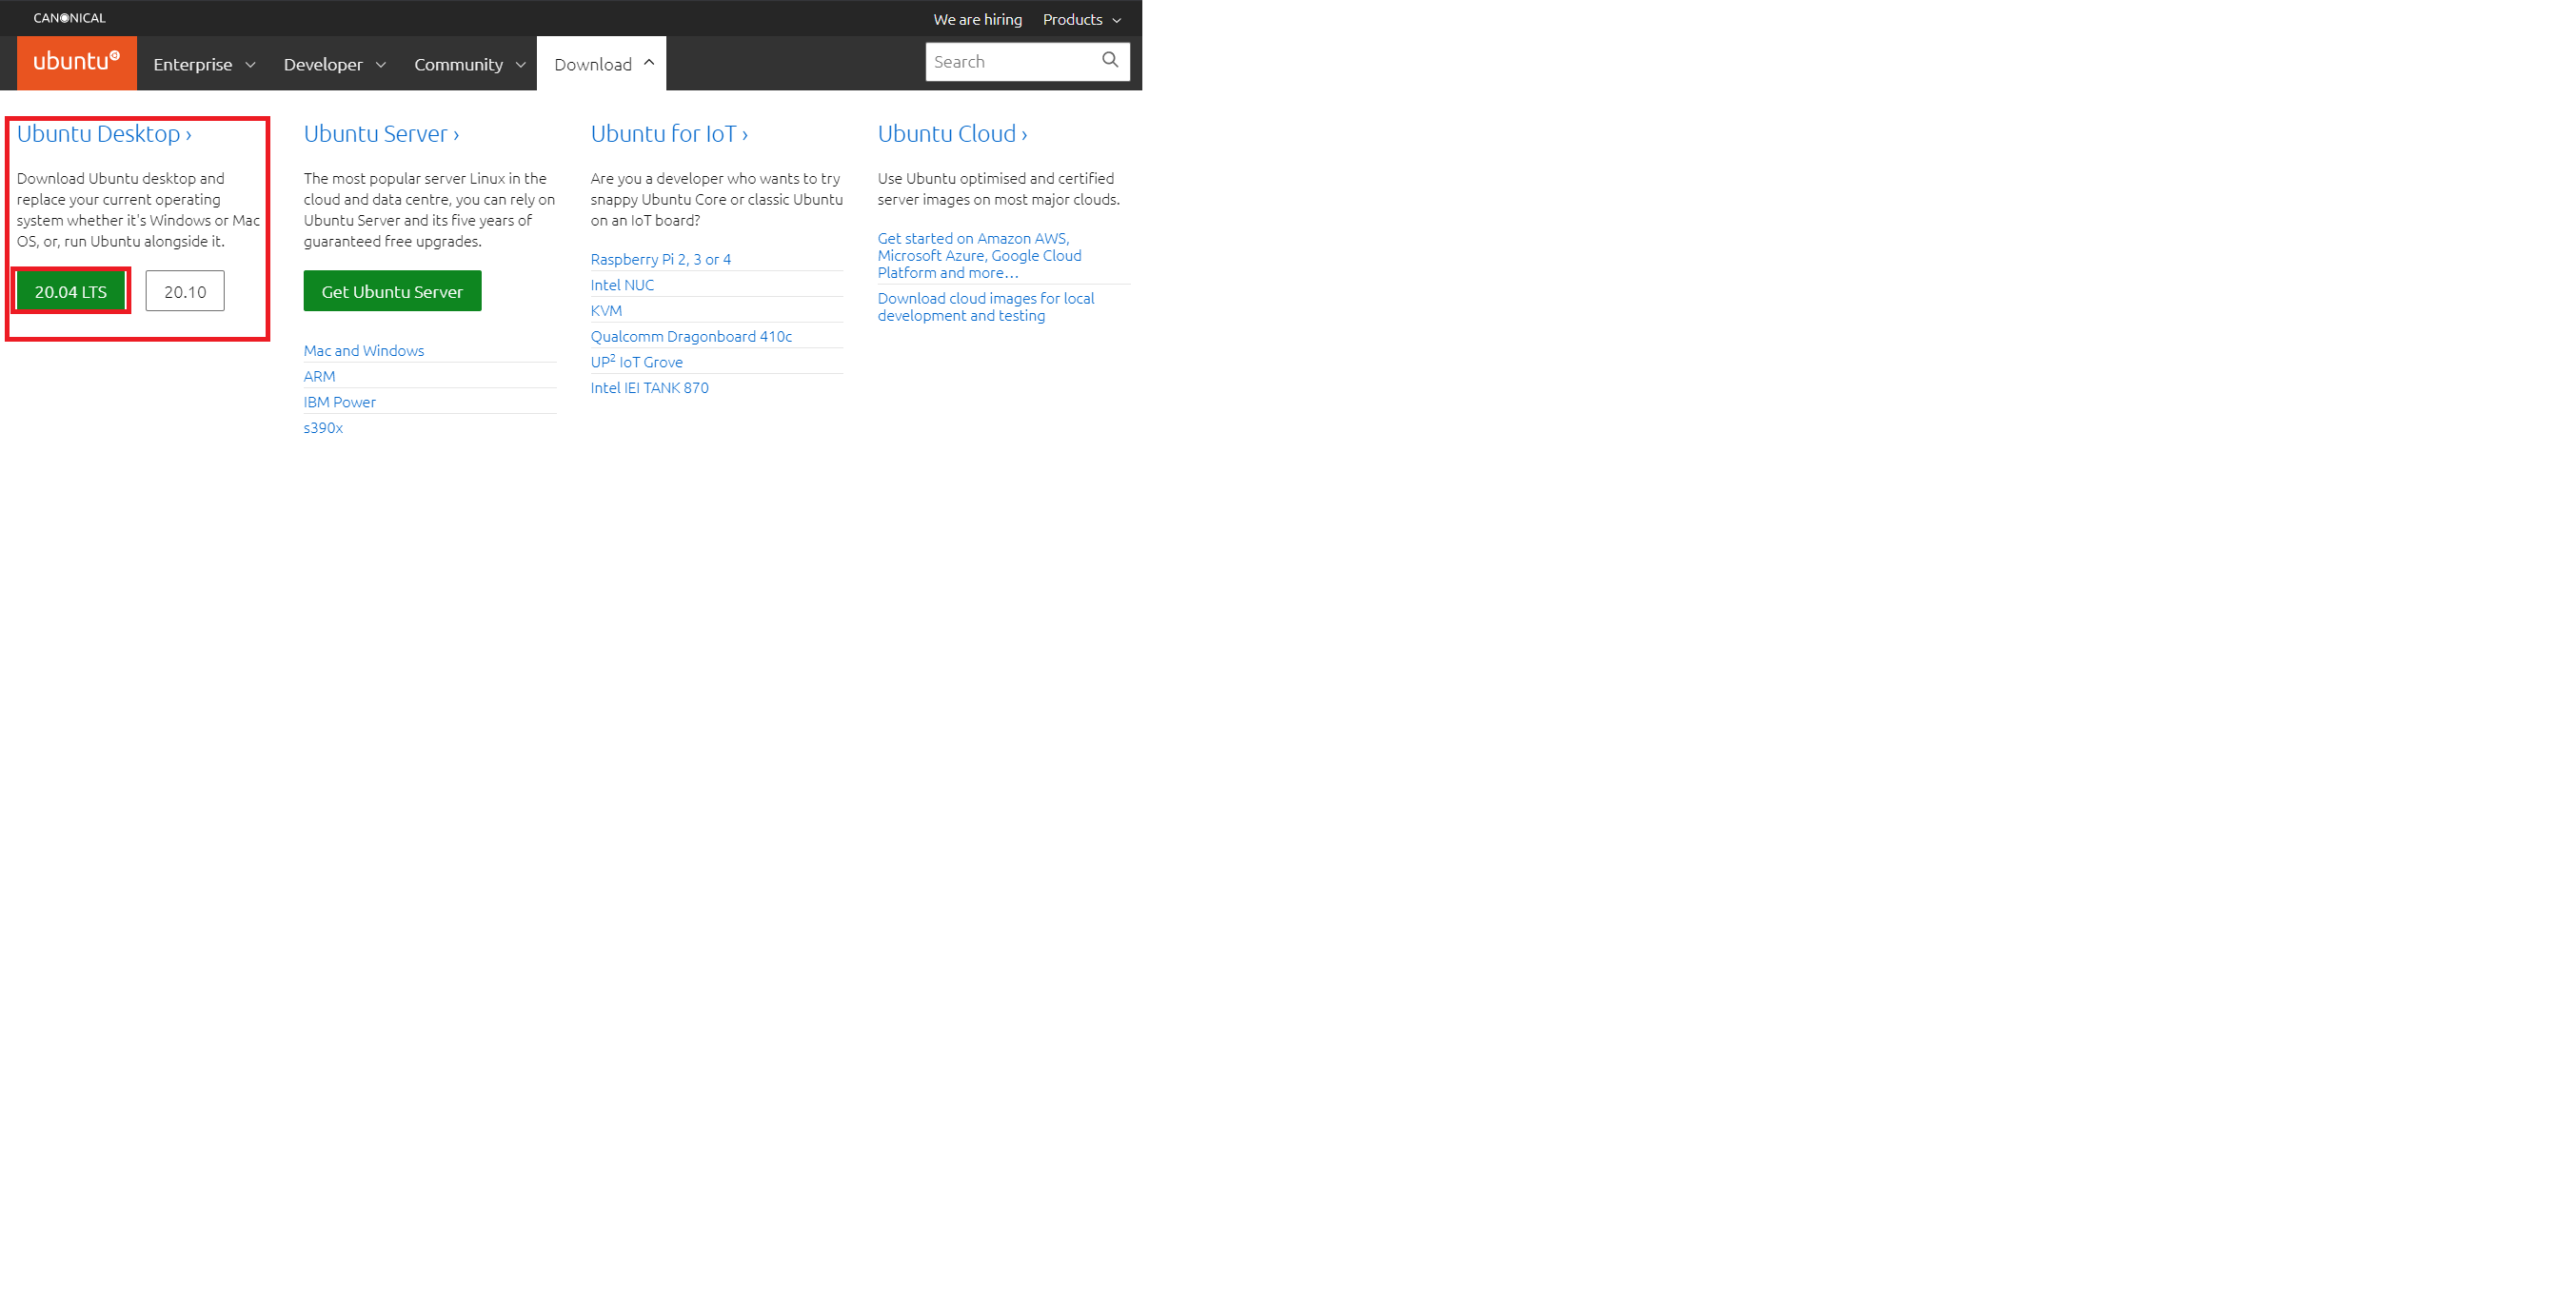 CANONICAL
We are hiring
Products
ubuntu
Enterprise
Developer
Community
Download
Search
Ubuntu Desktop ›
Download Ubuntu desktop and
replace your current operating
system whether it's Windows or Mac
OS, or, run Ubuntu alongside it.
20.04 LTS
20.10
Ubuntu Server ›
The most popular server Linux in the
cloud and data centre, you can rely on
Ubuntu Server and its five years of
guaranteed free upgrades.
Get Ubuntu Server
Mac and Windows
ARM
IBM Power
s390x
Ubuntu for IoT ›
Are you a developer who wants to try
snappy Ubuntu Core or classic Ubuntu
on an IoT board?
Raspberry Pi 2, 3 or 4
Intel NUC
KVM
Qualcomm Dragonboard 410c
UP² IoT Grove
Intel IEI TANK 870
Ubuntu Cloud ›
Use Ubuntu optimised and certified
server images on most major clouds.
Get started on Amazon AWS,
Microsoft Azure, Google Cloud
Platform and more…
Download cloud images for local
development and testing